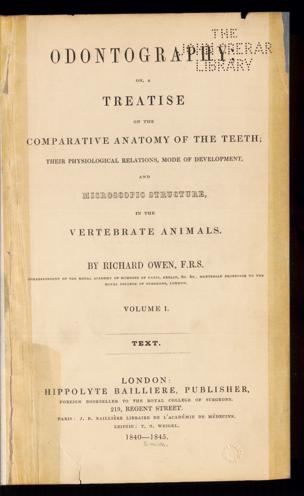 THE
JOHN CRERAR
LIBRARY
ODONTOGRAPHY;
OR, A
TREATISE
ON THE
COMPARATIVE ANATOMY OF THE TEETH;
THEIR PHYSIOLOGICAL RELATIONS, MODE OF DEVELOPMENT,
AND
MICROSCOPIC STRUCTURE,
IN THE
VERTEBRATE ANIMALS.
BY RICHARD OWEN, F.R.S.
CORRESPONDENT OF THE ROYAL ACADEMY OF SCIENCES OF PARIS, BERLIN, &c. &c., HUNTERIAN PROFESSOR TO THE
ROYAL COLLEGE OF SURGEONS, LONDON.
VOLUME I.
TEXT.
LONDON:
HIPPOLYTE BAILLIERE, PUBLISHER,
FOREIGN BOOKSELLER TO THE ROYAL COLLEGE OF SURGEONS,
219, REGENT STREET.
PARIS: J. B. BAILLIÈRE LIBRAIRE DE L'ACADÉMIE DE MÉDECINE.
LEIPZIG: T. O. WEIGEL.
1840—1845.